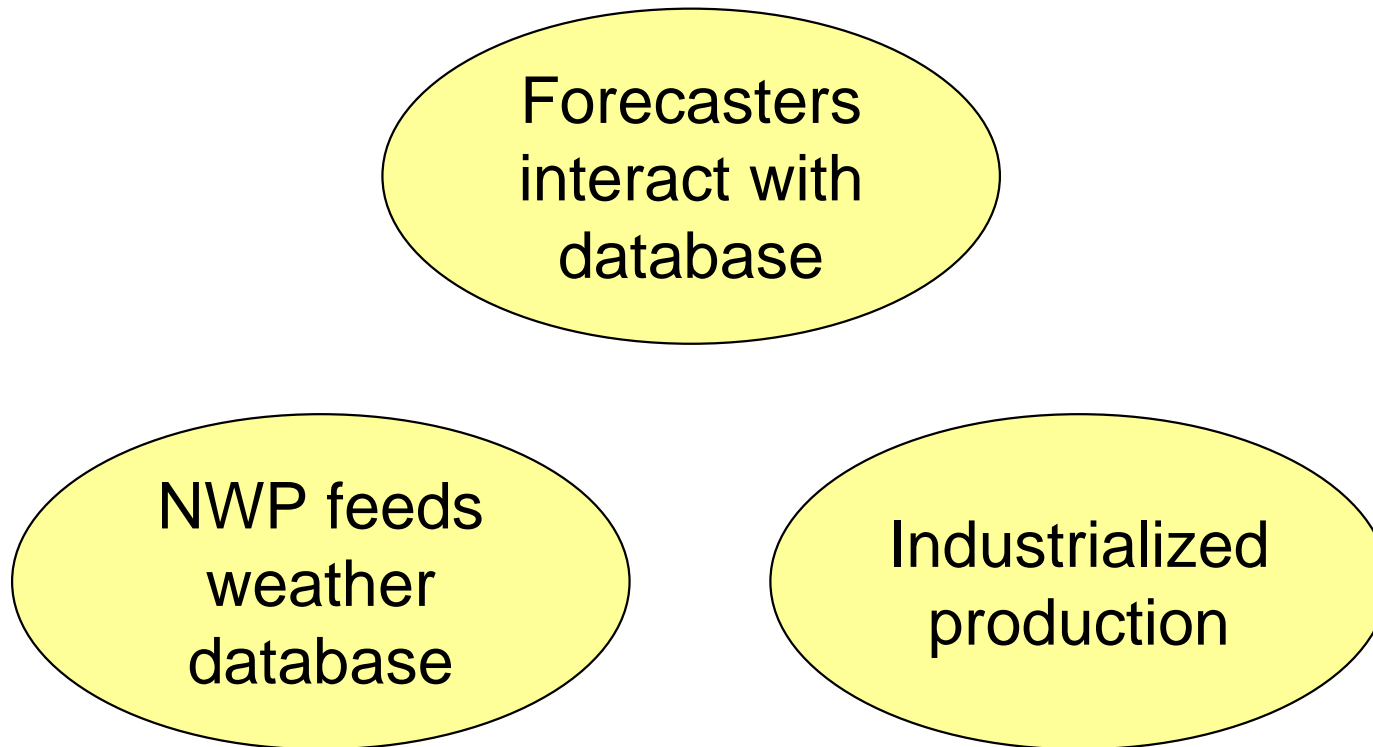 Forecasters
interact with
database
NWP feeds
weather
database
Industrialized
production